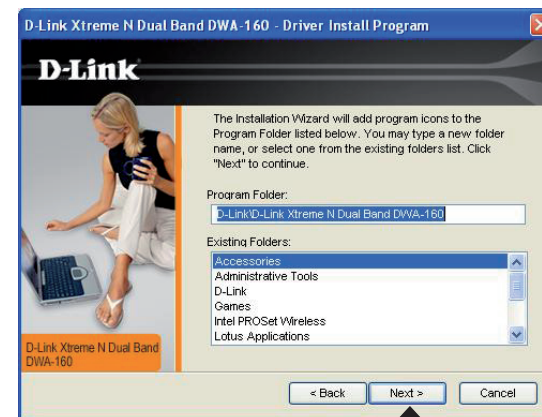 D-Link Xtreme N Dual Band DWA-160 - Driver Install Program
D-Link
The Installation Wizard will add program icons to the
Program Folder listed below. You may type a new folder
name, or select one from the existing folders list. Click
"Next" to continue.
Program Folder:
D-Link\D-Link Xtreme N Dual Band DWA-160
Existing Folders:
Accessories
Administrative Tools
D-Link
Games
Intel PROSet Wireless
Lotus Applications
D-Link Xtreme N Dual Band
DWA-160
< Back
Next >
Cancel